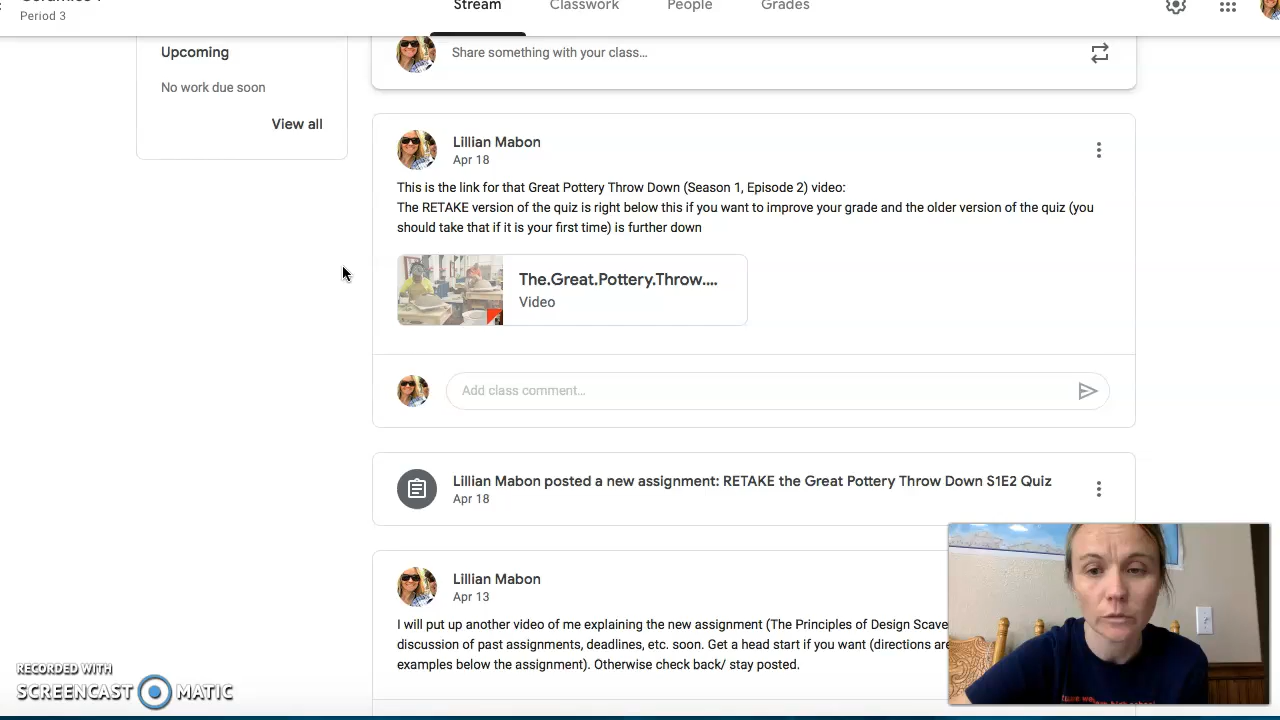 Period 3
Stream
Classwork
People
Grades
Upcoming
No work due soon
View all
Share something with your class...
Lillian Mabon
Apr 18
This is the link for that Great Pottery Throw Down (Season 1, Episode 2) video:
The RETAKE version of the quiz is right below this if you want to improve your grade and the older version of the quiz (you
should take that if it is your first time) is further down
The.Great.Pottery.Throw....
Video
Add class comment...
Lillian Mabon posted a new assignment: RETAKE the Great Pottery Throw Down S1E2 Quiz
Apr 18
Lillian Mabon
Apr 13
I will put up another video of me explaining the new assignment (The Principles of Design Scave
discussion of past assignments, deadlines, etc. soon. Get a head start if you want (directions are
examples below the assignment). Otherwise check back/ stay posted.
RECORDED WITH
SCREENCAST MATIC